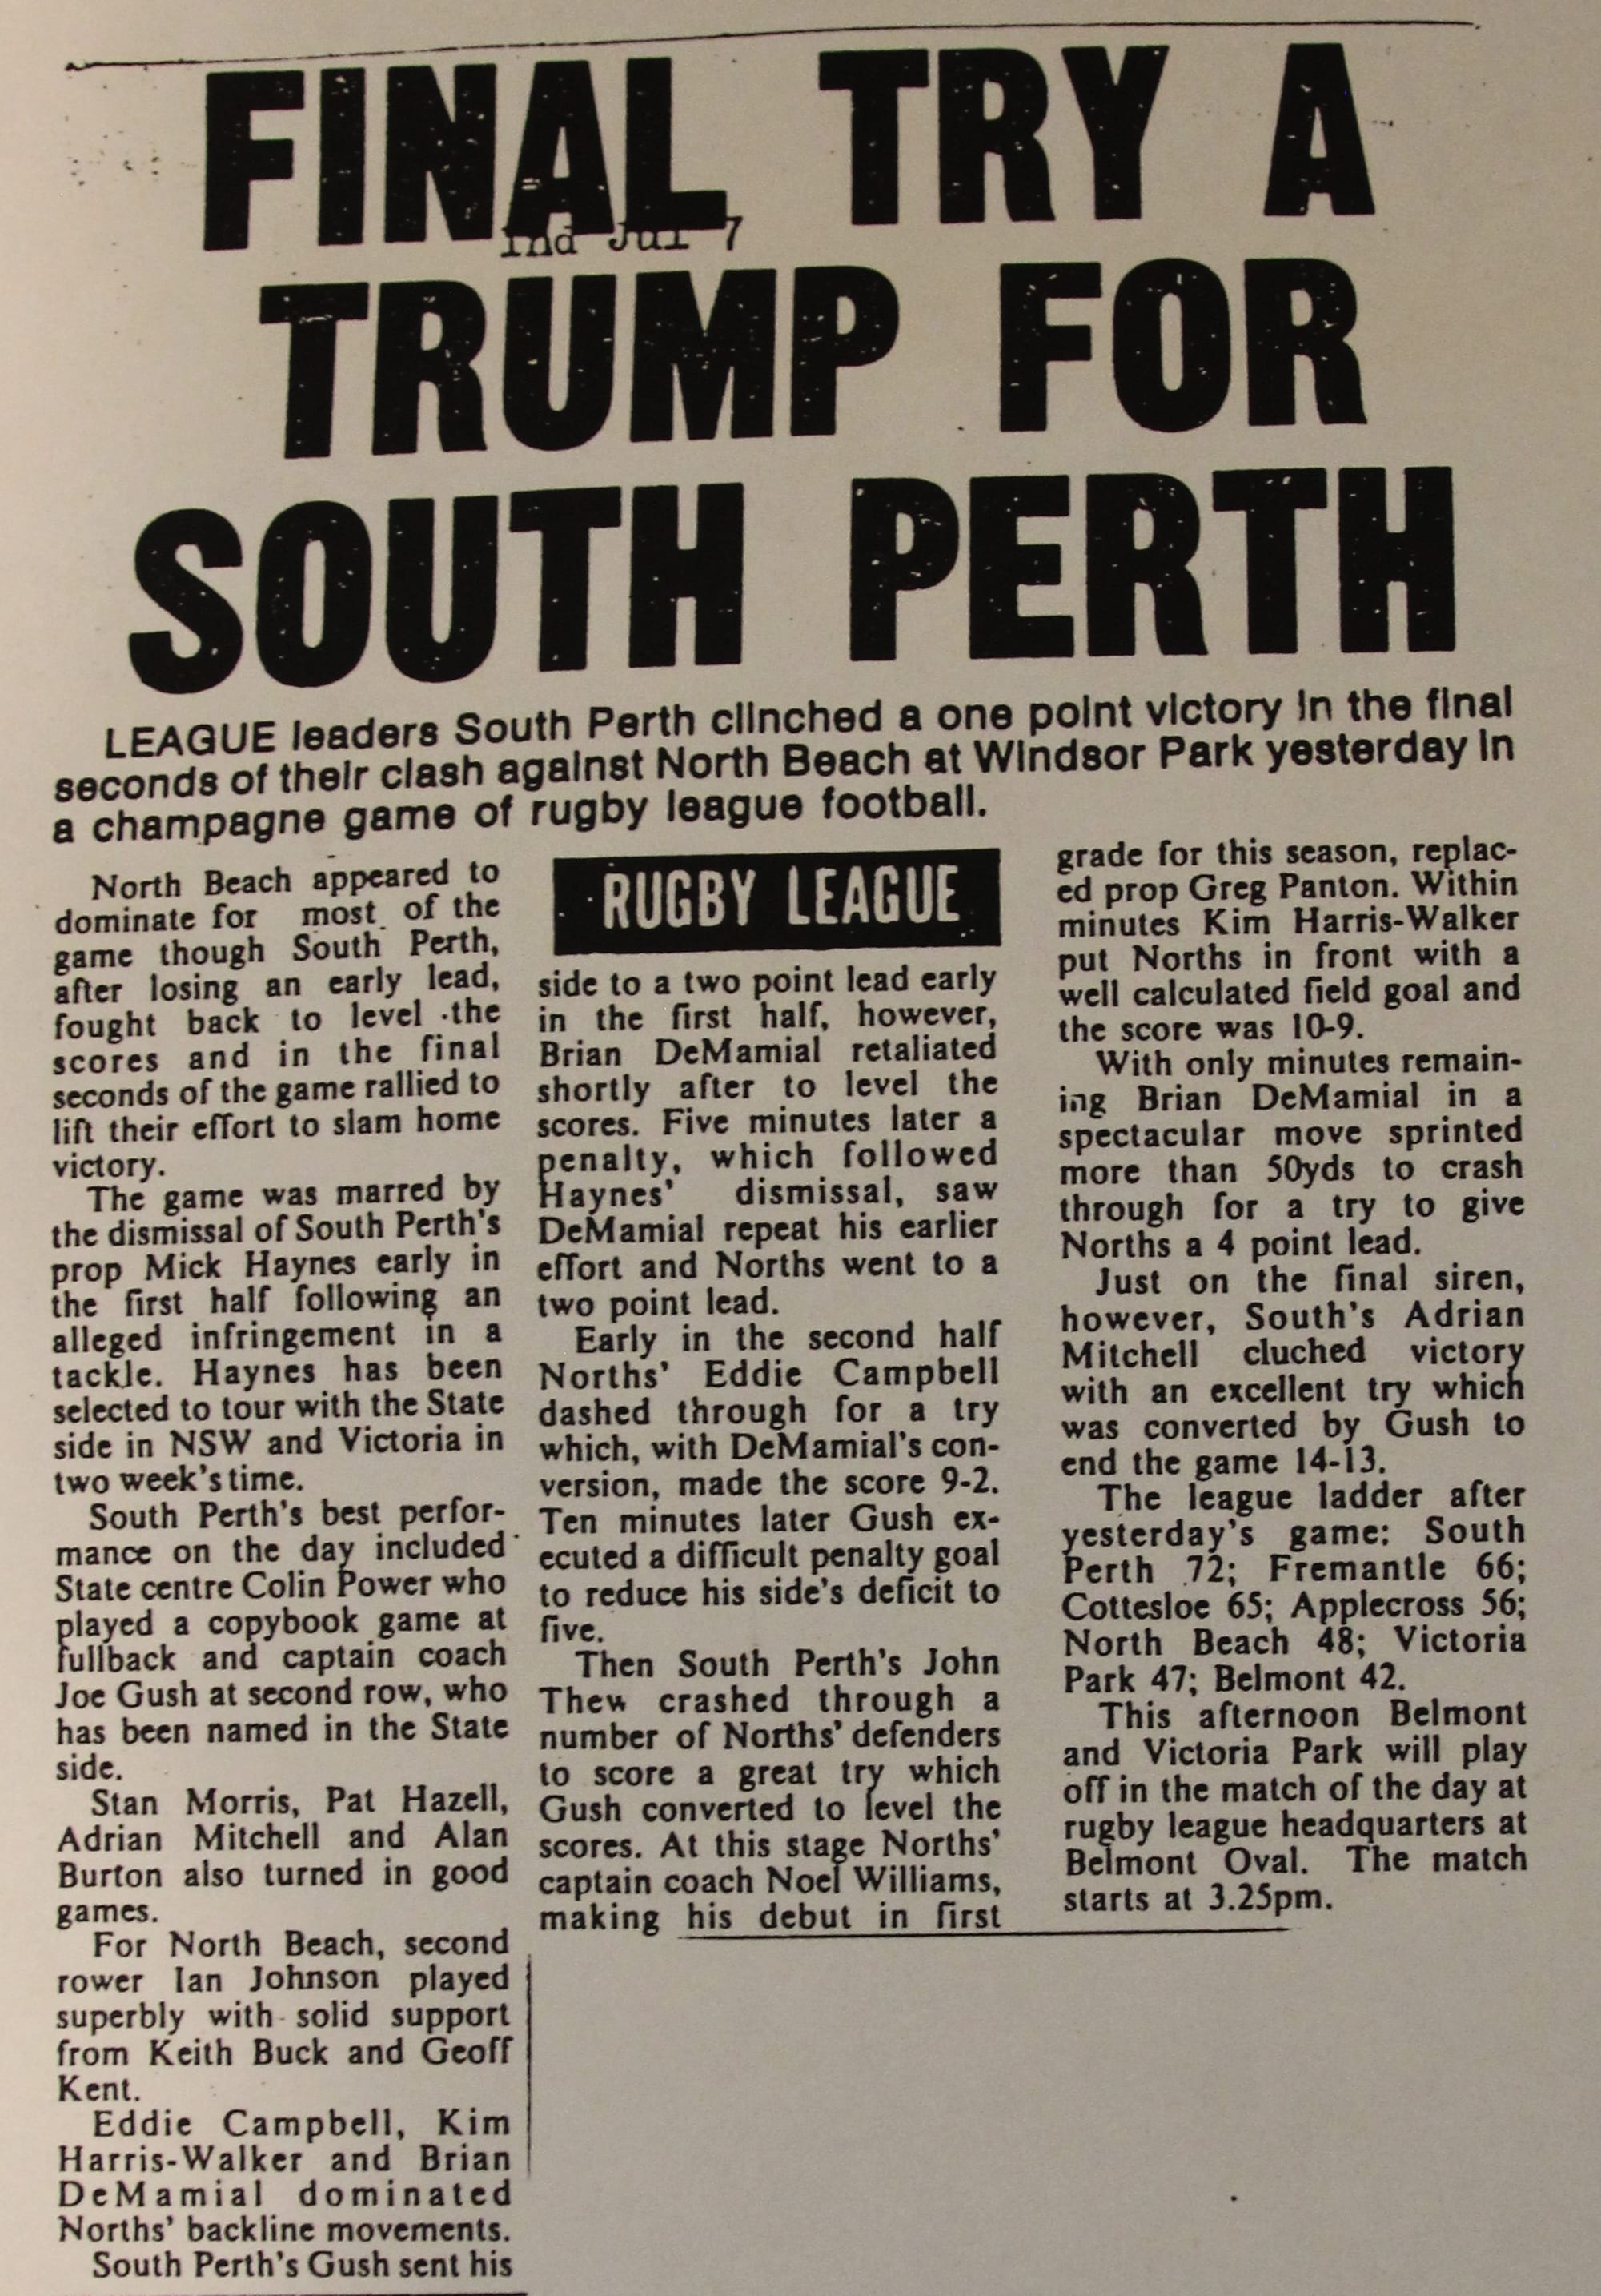 FINAL TRY A
Ind Jul 7
TRUMP FOR
SOUTH PERTH
LEAGUE leaders South Perth clinched a one point victory in the final
seconds of their clash against North Beach at Windsor Park yesterday in
a champagne game of rugby league football.
North Beach appeared to
dominate for most of the
game though South Perth,
after losing an early lead,
fought back to level the
scores and in the final
seconds of the game rallied to
lift their effort to slam home
victory.
The game was marred by
the dismissal of South Perth's
prop Mick Haynes early in
the first half following an
alleged infringement in a
tackle. Haynes has been
selected to tour with the State
side in NSW and Victoria in
two week's time.
South Perth's best perfor-
mance on the day included
State centre Colin Power who
played a copybook game at
fullback and captain coach
Joe Gush at second row, who
has been named in the State
side.
Stan Morris, Pat Hazell,
Adrian Mitchell and Alan
Burton also turned in good
games.
For North Beach, second
rower Ian Johnson played
superbly with solid support
from Keith Buck and Geoff
Kent.
Eddie Campbell, Kim
Harris-Walker and Brian
DeMamial dominated
Norths' backline movements.
South Perth's Gush sent his
RUGBY LEAGUE
side to a two point lead early
in the first half, however,
Brian DeMamial retaliated
shortly after to level the
scores. Five minutes later a
penalty, which followed
Haynes' dismissal, saw
DeMamial repeat his earlier
effort and Norths went to a
two point lead.
Early in the second half
Norths' Eddie Campbell
dashed through for a try
which, with DeMamial's con-
version, made the score 9-2.
Ten minutes later Gush ex-
ecuted a difficult penalty goal
to reduce his side's deficit to
five.
Then South Perth's John
Thew crashed through a
number of Norths' defenders
to score a great try which
Gush converted to level the
scores. At this stage Norths'
captain coach Noel Williams,
making his debut in first
grade for this season, replac-
ed prop Greg Panton. Within
minutes Kim Harris-Walker
put Norths in front with a
well calculated field goal and
the score was 10-9.
With only minutes remain-
ing Brian DeMamial in a
spectacular move sprinted
more than 50yds to crash
through for a try to give
Norths a 4 point lead.
Just on the final siren,
however, South's Adrian
Mitchell cluched victory
with an excellent try which
was converted by Gush to
end the game 14-13.
The league ladder after
yesterday's game: South
Perth 72; Fremantle 66;
Cottesloe 65; Applecross 56;
North Beach 48; Victoria
Park 47; Belmont 42.
This afternoon Belmont
and Victoria Park will play
off in the match of the day at
rugby league headquarters at
Belmont Oval. The match
starts at 3.25pm.